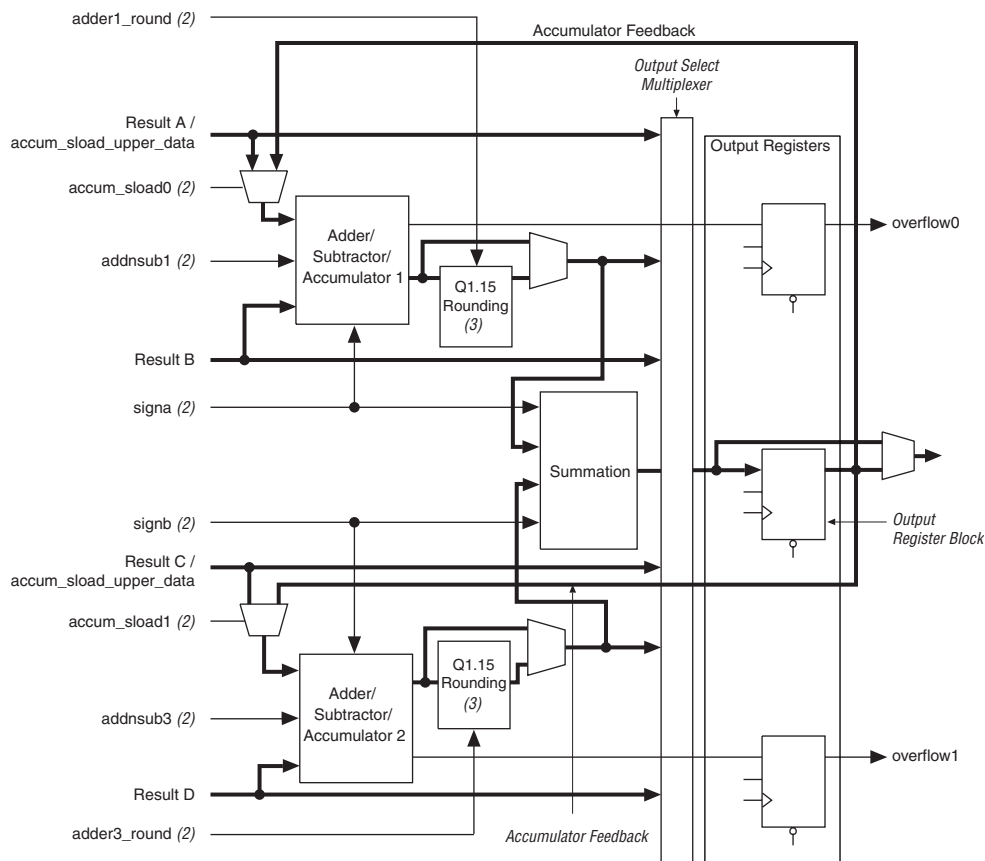 adder1_round (2)
Accumulator Feedback
Output Select
Multiplexer
Result A /
accum_sload_upper_data
Output Registers
accum_sload0 (2)
Adder/
Subtractor/
Accumulator 1
overflow0
addnsub1 (2)
Q1.15
Rounding
(3)
Result B
signa (2)
Summation
signb (2)
Output
Register Block
Result C /
accum_sload_upper_data
accum_sload1 (2)
Q1.15
Rounding
(3)
Adder/
Subtractor/
Accumulator 2
addnsub3 (2)
overflow1
Result D
adder3_round (2)
Accumulator Feedback